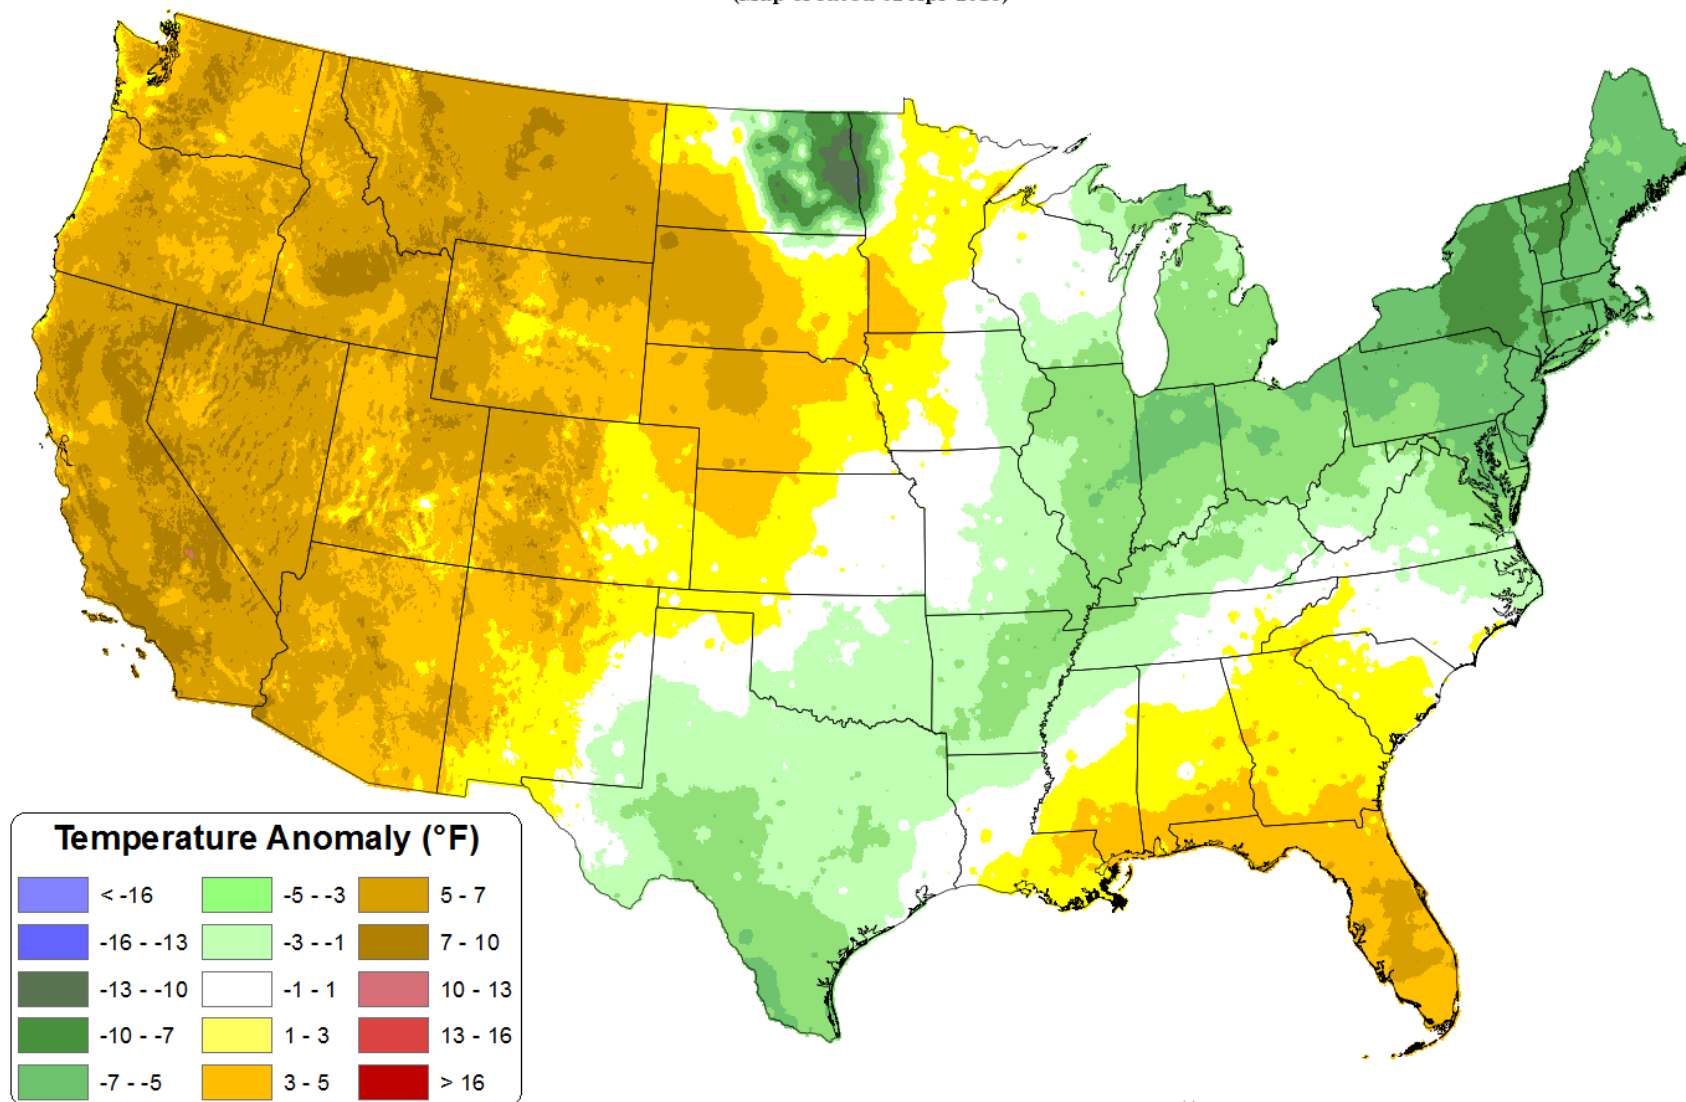 Temperature Anomaly (°F)
< -16 -5 - -3 5 - 7
-16 - -13 -3 - -1 7 - 10
-13 - -10 -1 - 1 10 - 13
-10 - -7 1 - 3 13 - 16
-7 - -5 3 - 5 > 16